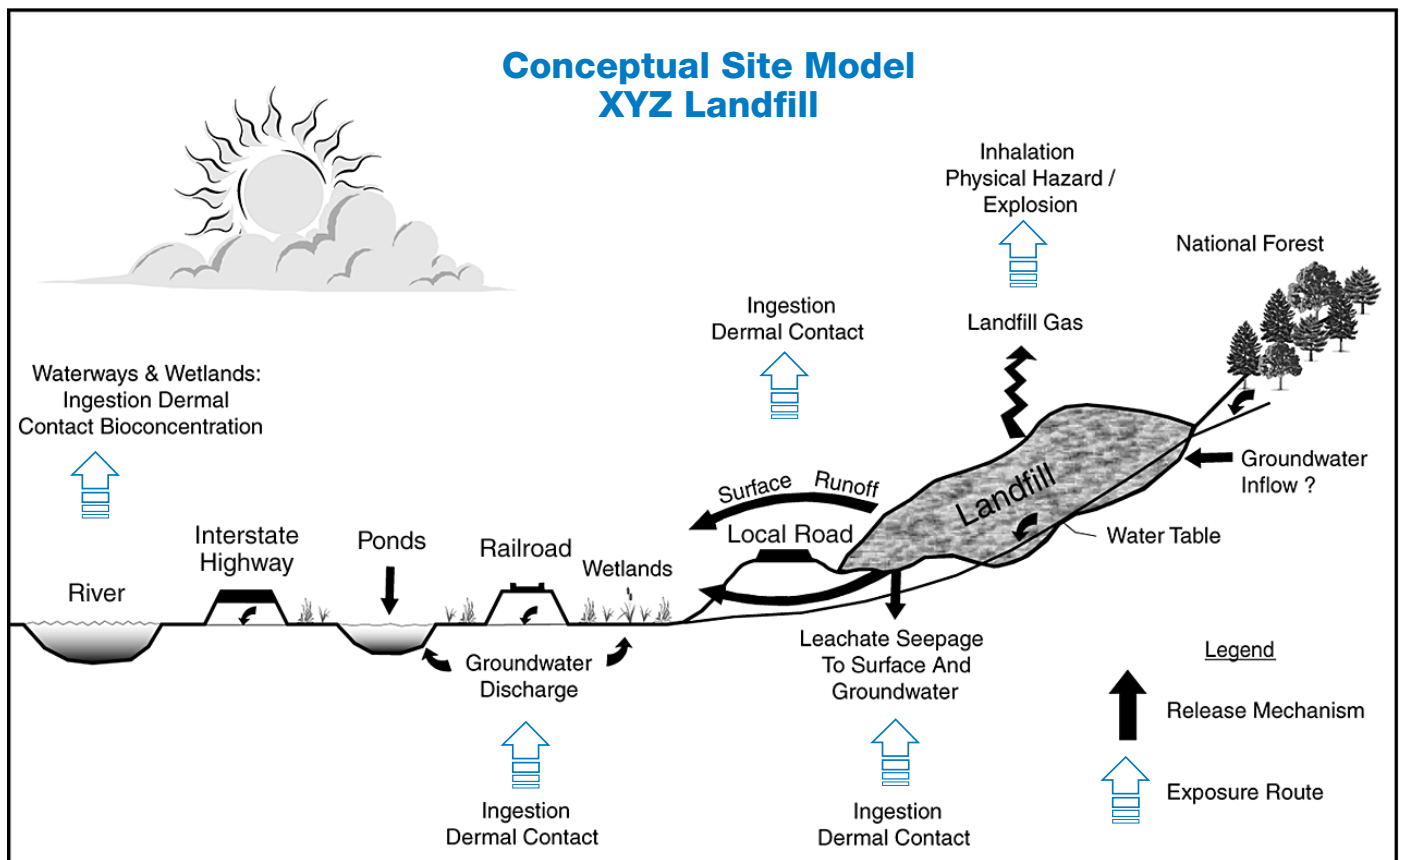 Conceptual Site Model
XYZ Landfill
Inhalation
Physical Hazard /
Explosion
National Forest
Ingestion
Dermal Contact
Landfill Gas
Waterways & Wetlands:
Ingestion Dermal
Contact Bioconcentration
Groundwater
Inflow ?
Landfill
Surface Runoff
Water Table
Local Road
Interstate
Highway
Ponds
Railroad
Wetlands
River
Groundwater
Discharge
Leachate Seepage
To Surface And
Groundwater
Legend
Release Mechanism
Exposure Route
Ingestion
Dermal Contact
Ingestion
Dermal Contact